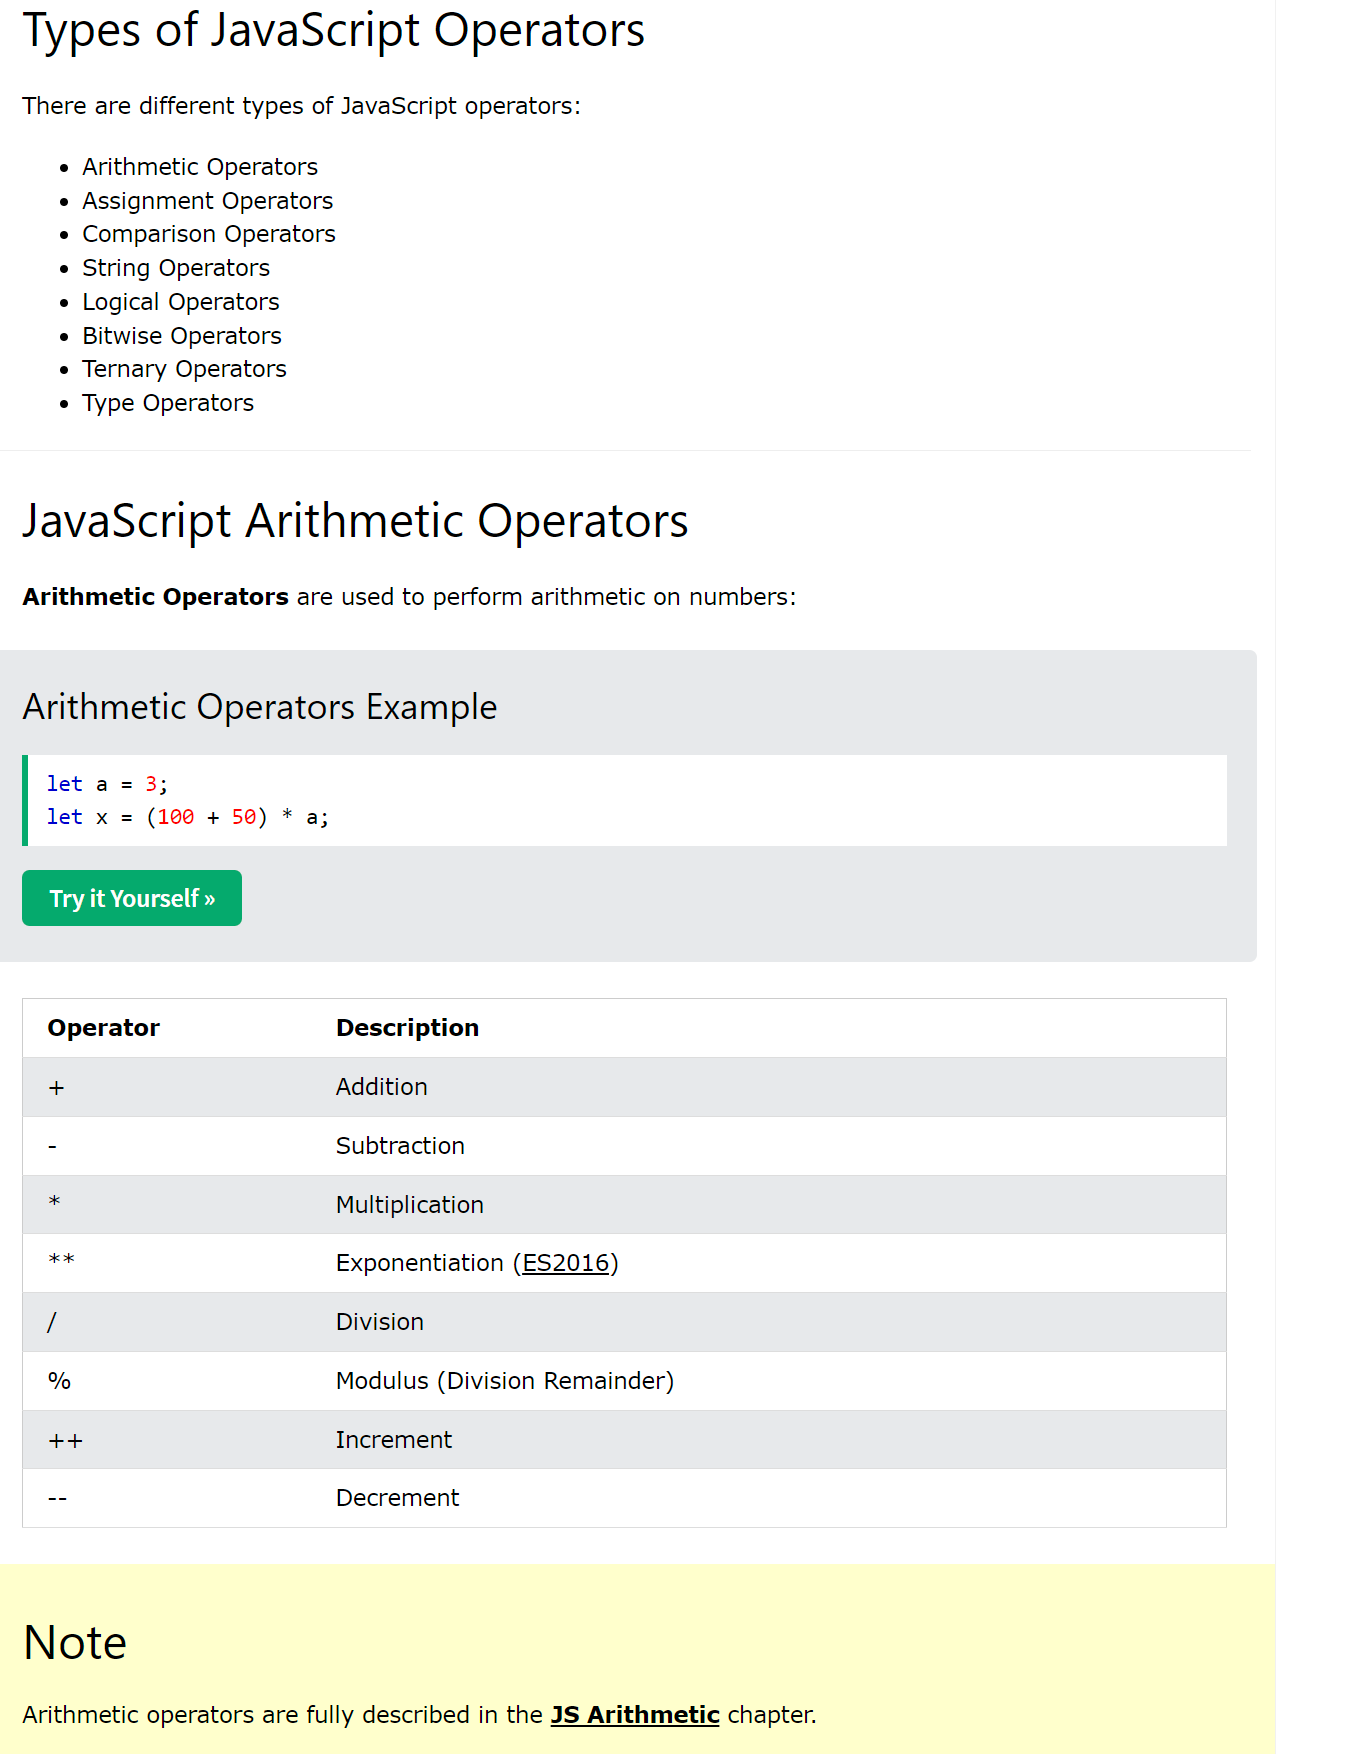 Types of JavaScript Operators
There are different types of JavaScript operators:
Arithmetic Operators
Assignment Operators
Comparison Operators
String Operators
Logical Operators
Bitwise Operators
Ternary Operators
Type Operators
JavaScript Arithmetic Operators
Arithmetic Operators are used to perform arithmetic on numbers:
Arithmetic Operators Example
let a = 3;
let x = (100 + 50) * a;
Try it Yourself »
Operator Description
+ Addition
- Subtraction
* Multiplication
** Exponentiation (ES2016)
/ Division
% Modulus (Division Remainder)
++ Increment
-- Decrement
Note
Arithmetic operators are fully described in the JS Arithmetic chapter.